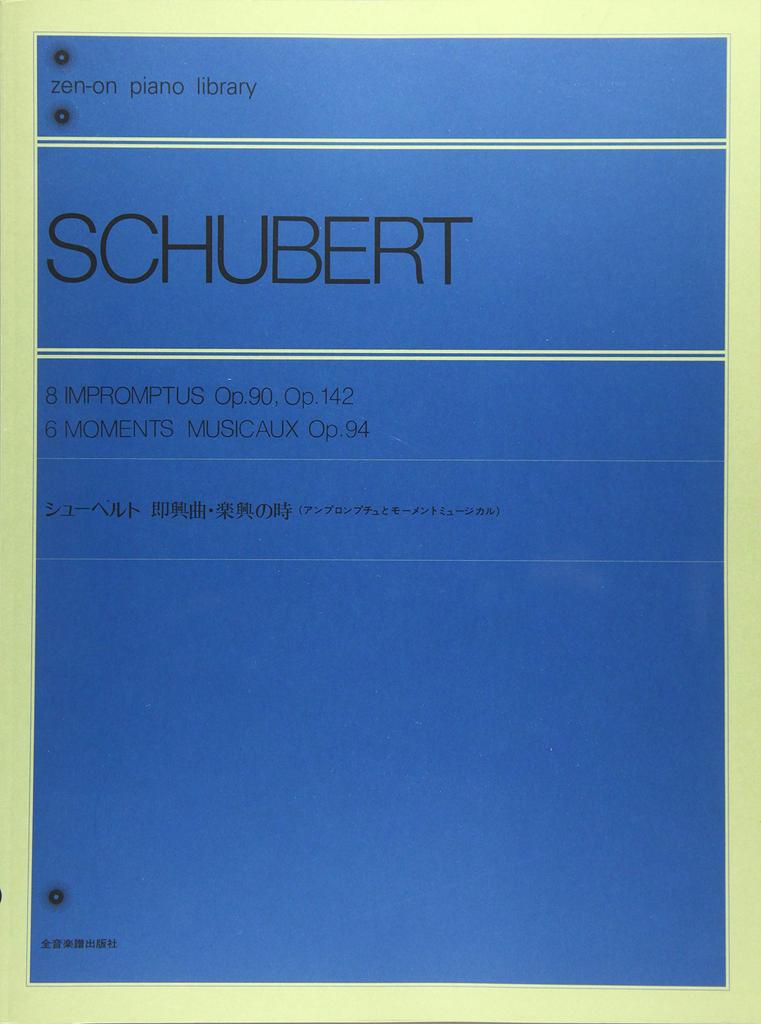 zen-on piano library
SCHUBERT
8 IMPROMPTUS Op.90, Op.142
6 MOMENTS MUSICAUX Op.94
シューベルト 即興曲・楽興の時（アンプロンプチュとモーメントミュージカル）
全音楽譜出版社